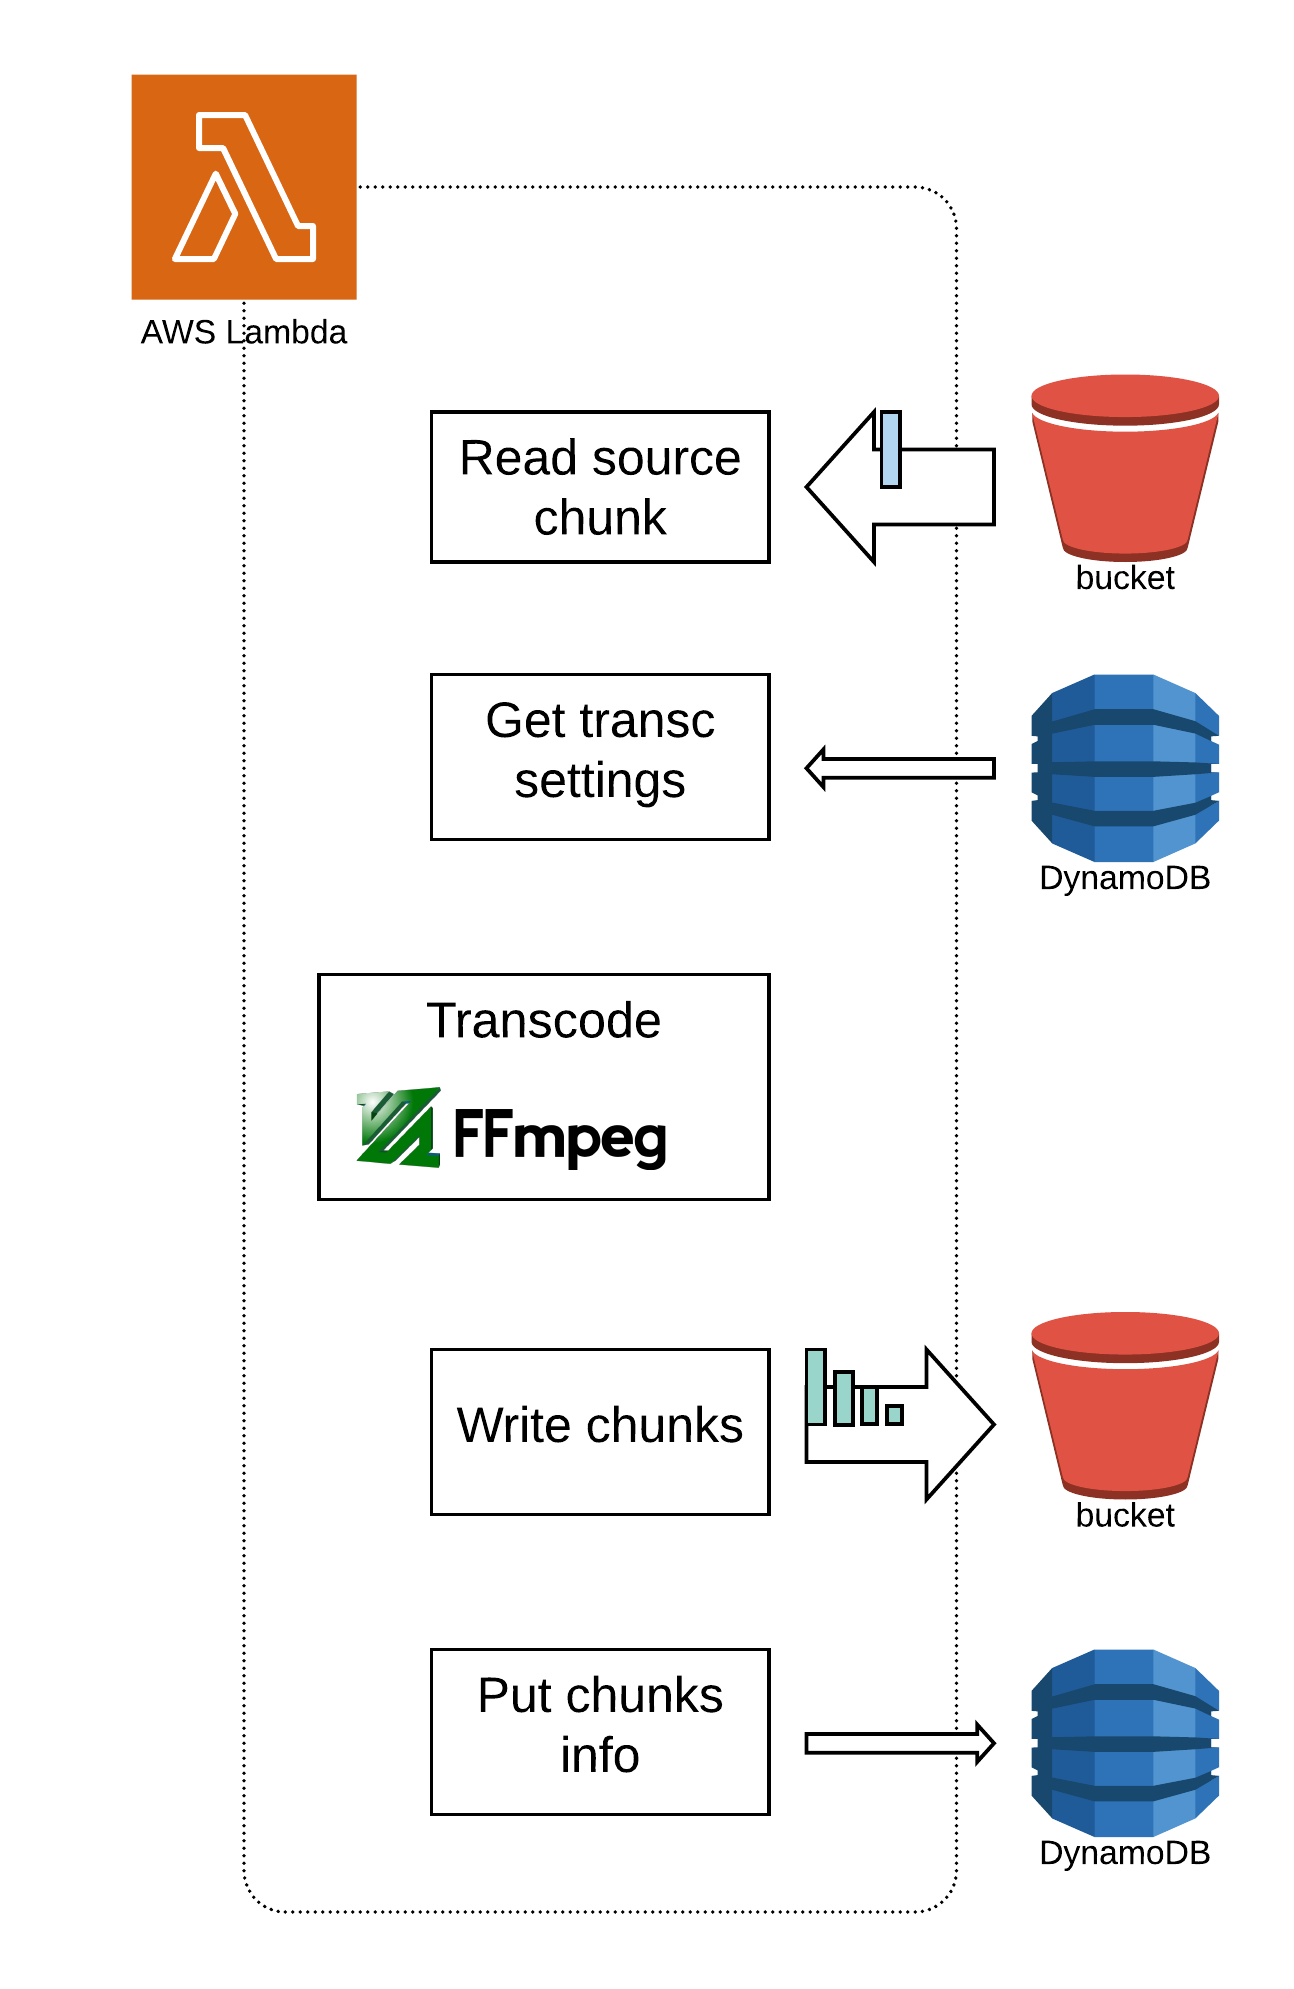 AWS Lambda
Read source
chunk
bucket
Get transc
settings
DynamoDB
Transcode
FFmpeg
Write chunks
bucket
Put chunks
info
DynamoDB